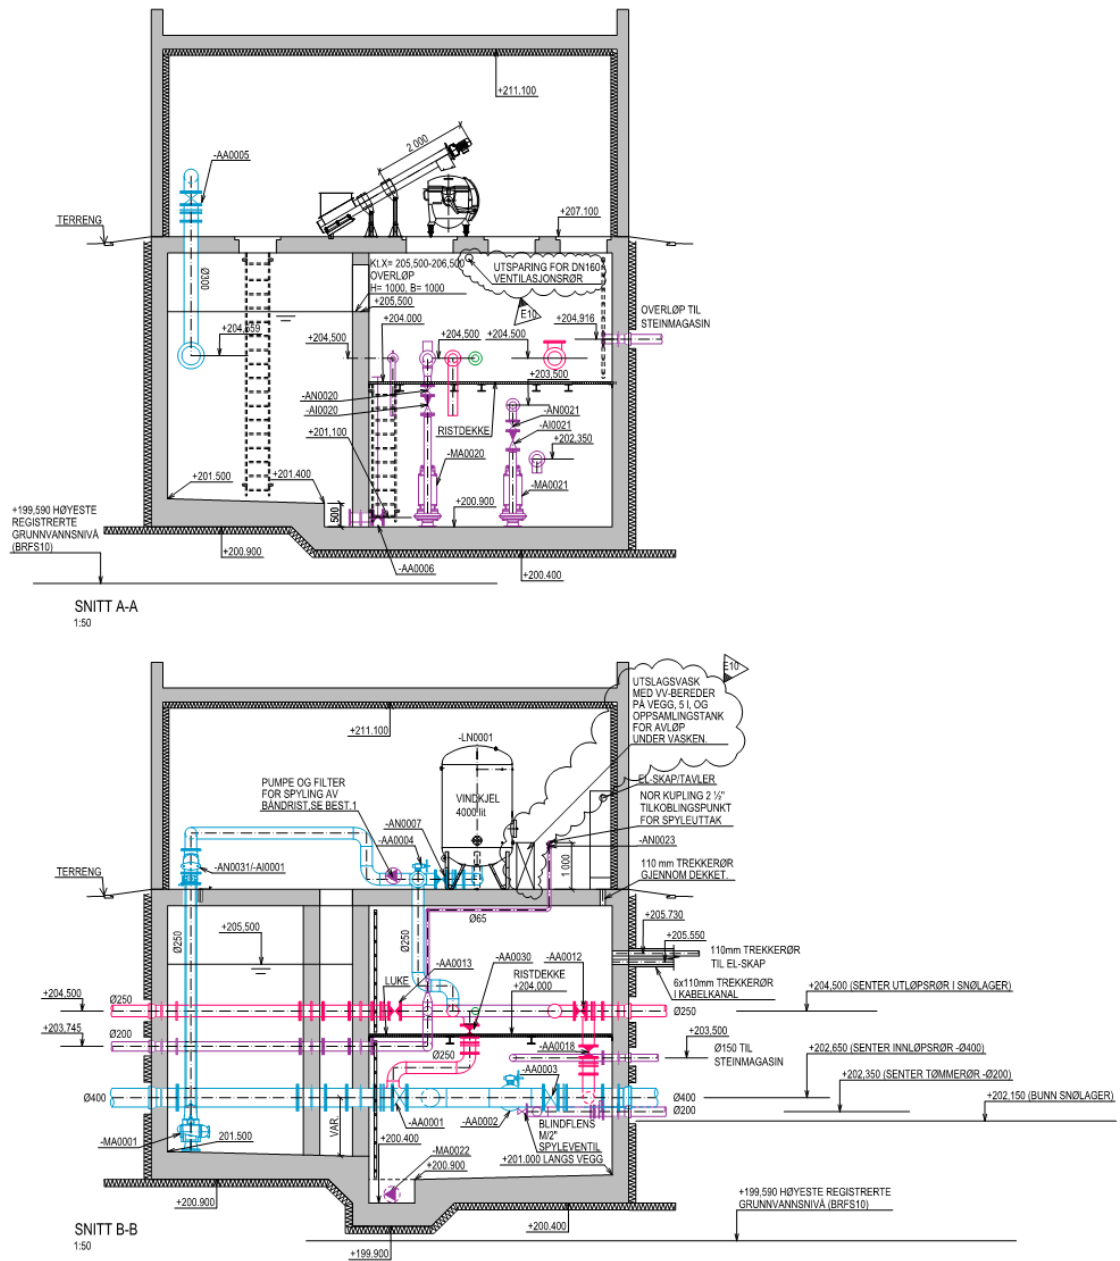 +211,100
2 000
-AA0005
+207.100
TERRENG
Kt.X= 205,500-206,500
OVERLØP
H= 1000, B= 1000
+205,500
UTSPARING FOR DN160
VENTILASJONSRØR
E10
Ø300
OVERLØP TIL
STEINMAGASIN
+204.000
+204,916
+204,659
+204,500
+204,500
+204.500
+203,500
-AN0020
-AI0020
-AN0021
-AI0021
RISTDEKKE
+201,100
+202,350
-MA0020
-MA0021
+201.500
+201.400
500
+200.900
+199,590 HØYESTE
REGISTRERTE
GRUNNVANNSNIVÅ
(BRFS10)
+200.900
-AA0006
+200.400
SNITT A-A
1:50
E10
UTSLAGSVASK
MED VV-BEREDER
PÅ VEGG, 5 l, OG
OPPSAMLINGSTANK
FOR AVLØP
UNDER VASKEN.
+211.100
-LN0001
PUMPE OG FILTER
FOR SPYLING AV
BÅNDRIST,SE BEST.1
VINDKJEL
4000 lit
EL-SKAP/TAVLER
NOR KUPLING 2 ½"
TILKOBLINGSPUNKT
FOR SPYLEUTTAK
-AN0007
-AA0004
-AN0023
1 000
110 mm TREKKERØR
GJENNOM DEKKET.
-AN0031/-AI0001
TERRENG
Ø65
+205.730
+205.550
110mm TREKKERØR
TIL EL-SKAP
Ø250
+205,500
Ø250
-AA0030
-AA0012
-AA0013
RISTDEKKE
LUKE
+204,000
6x110mm TREKKERØR
I KABELKANAL
+204,500
Ø250
Ø250
+204,500 (SENTER UTLØPSRØR I SNØLAGER)
+203.745
Ø200
+203,500
Ø250
-AA0018
Ø150 TIL
STEINMAGASIN
+202,650 (SENTER INNLØPSRØR -Ø400)
-AA0003
+202,350 (SENTER TØMMERØR -Ø200)
Ø400
Ø400
Ø200
+202,150 (BUNN SNØLAGER)
-AA0001
-AA0002
BLINDFLENS
M/2"
SPYLEVENTIL
VAR.
-MA0001
201.500
+200.400
-MA0022
+200.900
+201.000 LANGS VEGG
+200.900
+200.400
+199,590 HØYESTE REGISTRERTE
GRUNNVANNSNIVÅ (BRFS10)
SNITT B-B
1:50
+199.900